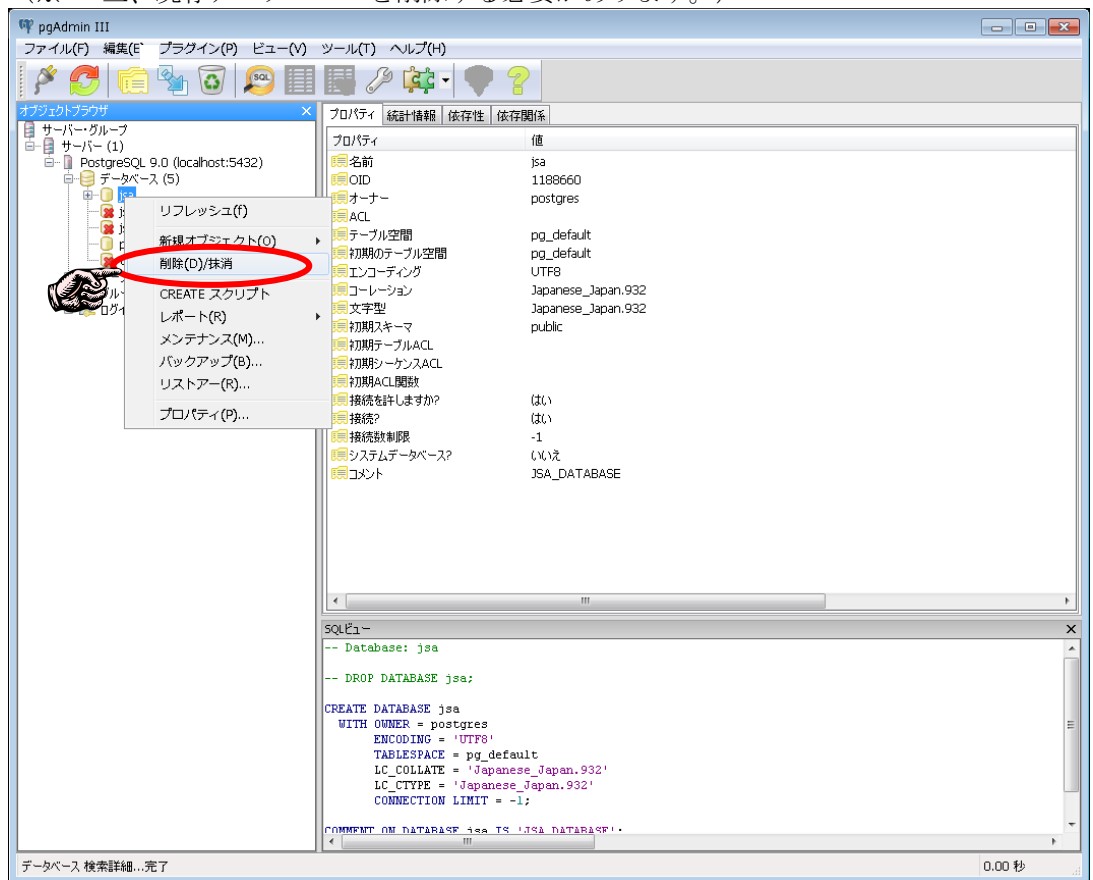 pgAdmin III
ファイル(F) 編集(E プラグイン(P) ビュー(V) ツール(T) ヘルプ(H)
SQL
オブジェクトブラウザ
サーバー・グループ
サーバー (1)
PostgreSQL 9.0 (localhost:5432)
データベース (5)
jsa
リフレッシュ(f)
新規オブジェクト(O)
削除(D)/抹消
CREATE スクリプト
レポート(R)
メンテナンス(M)...
バックアップ(B)...
リストアー(R)...
プロパティ(P)...
プロパティ 統計情報 依存性 依存関係
プロパティ 値
名前 jsa
OID 1188660
オーナー postgres
ACL
テーブル空間 pg_default
初期のテーブル空間 pg_default
エンコーディング UTF8
コーレーション Japanese_Japan.932
文字型 Japanese_Japan.932
初期スキーマ public
初期テーブルACL
初期シーケンスACL
初期ACL関数
接続を許しますか? はい
接続? はい
接続数制限 -1
システムデータベース? いいえ
コメント JSA_DATABASE
SQLビュー
-- Database: jsa
-- DROP DATABASE jsa;
CREATE DATABASE jsa
WITH OWNER = postgres
ENCODING = 'UTF8'
TABLESPACE = pg_default
LC_COLLATE = 'Japanese_Japan.932'
LC_CTYPE = 'Japanese_Japan.932'
CONNECTION LIMIT = -1;
COMMENT ON DATABASE jsa IS 'JSA_DATABASE';
データベース 検索詳細...完了 0.00 秒